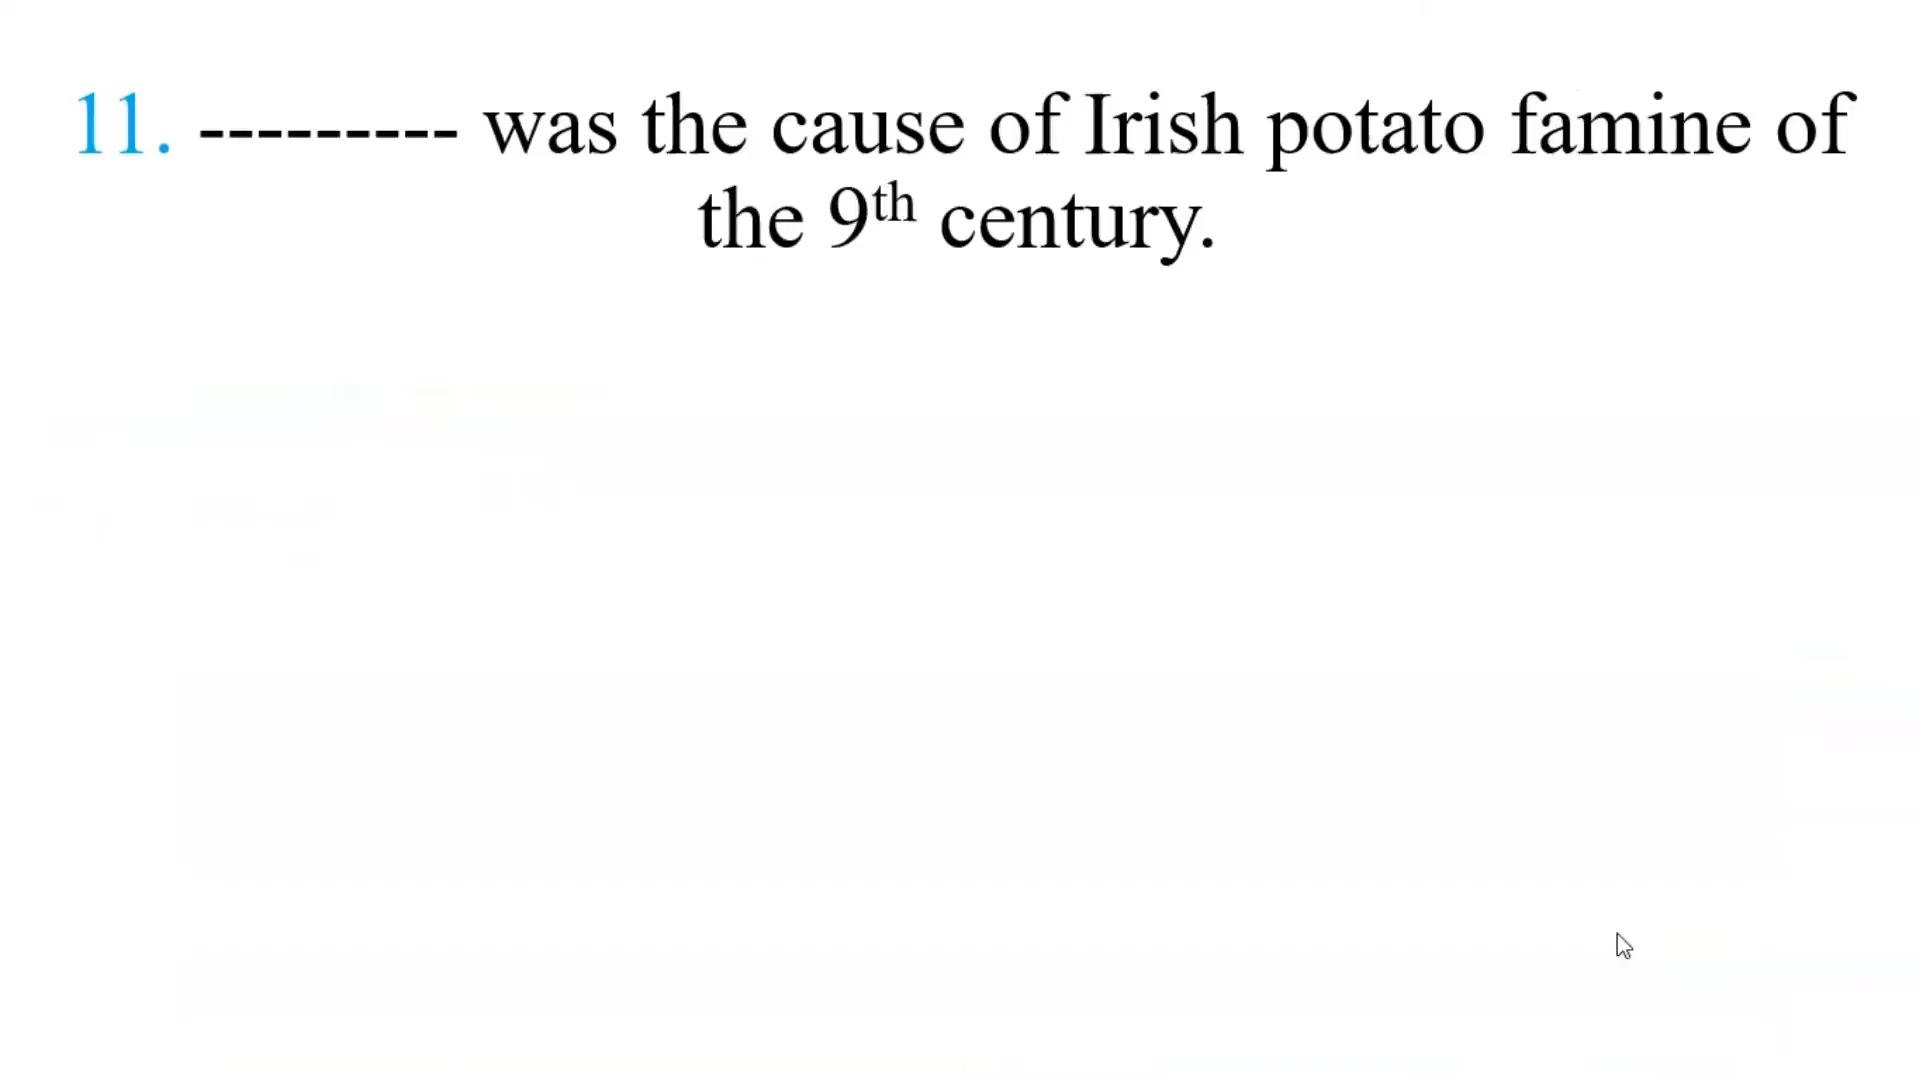 11. --------- was the cause of Irish potato famine of
the 9th century.